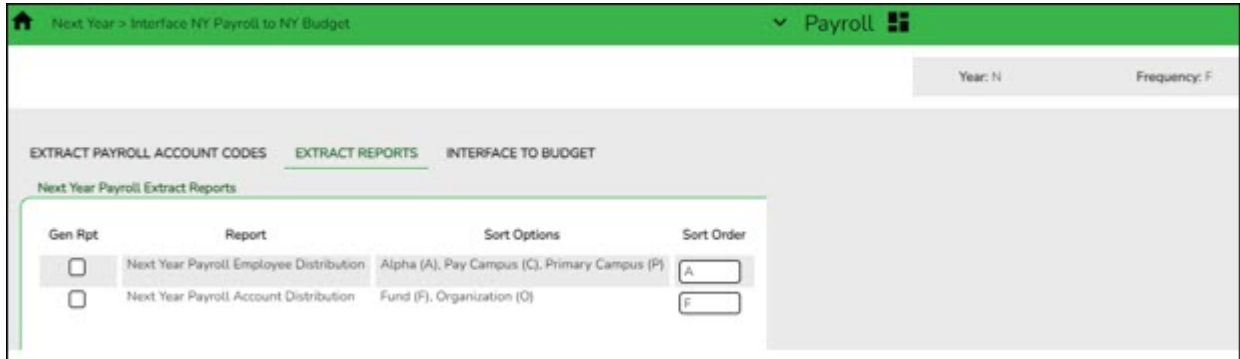 Next Year > Interface NY Payroll to NY Budget
Payroll
Year: N
Frequency: F
EXTRACT PAYROLL ACCOUNT CODES EXTRACT REPORTS INTERFACE TO BUDGET
Next Year Payroll Extract Reports
Gen Rpt Report Sort Options Sort Order
Next Year Payroll Employee Distribution Alpha (A), Pay Campus (C), Primary Campus (P) A
Next Year Payroll Account Distribution Fund (F), Organization (O) F